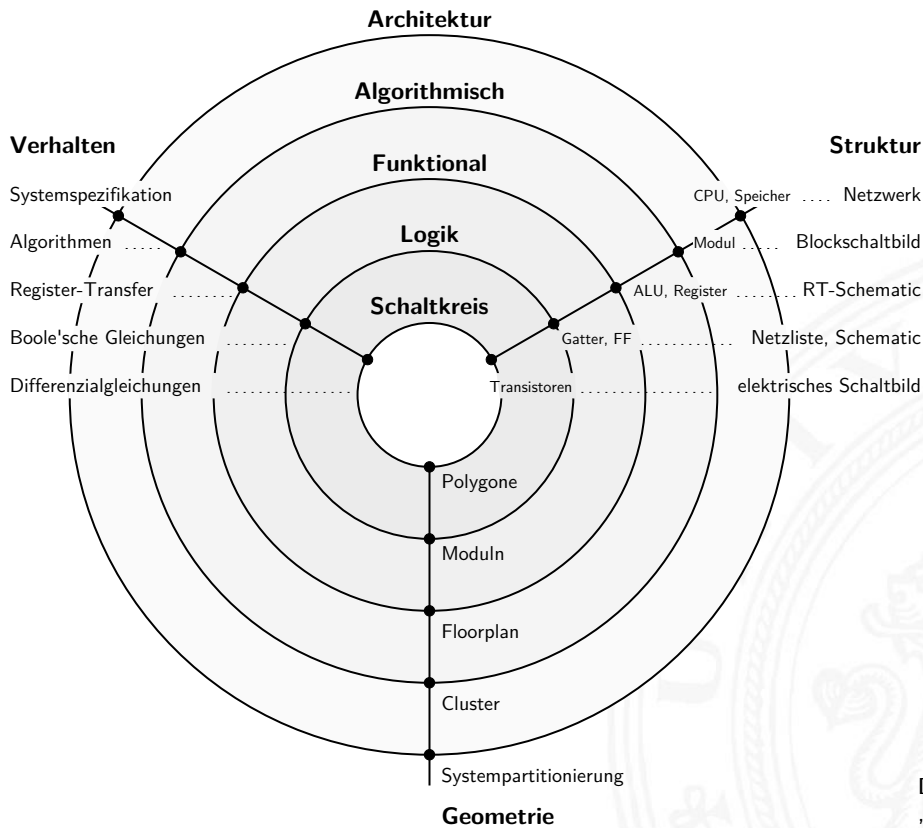 Architektur
Algorithmisch
Verhalten
Struktur
Funktional
Systemspezifikation
CPU, Speicher
Netzwerk
Logik
Algorithmen
Modul
Blockschaltbild
Register-Transfer
ALU, Register
RT-Schematic
Schaltkreis
Boole'sche Gleichungen
Gatter, FF
Netzliste, Schematic
Differenzialgleichungen
Transistoren
elektrisches Schaltbild
Polygone
Moduln
Floorplan
Cluster
Systempartitionierung
Geometrie